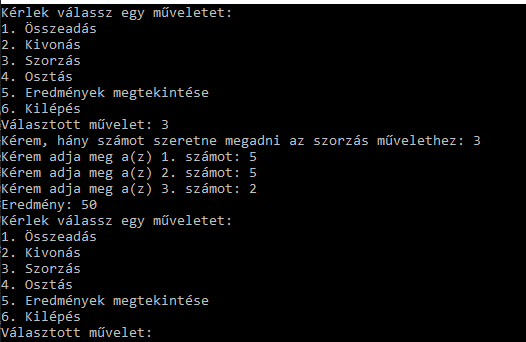 Kérlek válassz egy műveletet:
1. Összeadás
2. Kivonás
3. Szorzás
4. Osztás
5. Eredmények megtekintése
6. Kilépés
Választott művelet: 3
Kérem, hány számot szeretne megadni az szorzás művelethez: 3
Kérem adja meg a(z) 1. számot: 5
Kérem adja meg a(z) 2. számot: 5
Kérem adja meg a(z) 3. számot: 2
Eredmény: 50
Kérlek válassz egy műveletet:
1. Összeadás
2. Kivonás
3. Szorzás
4. Osztás
5. Eredmények megtekintése
6. Kilépés
Választott művelet: